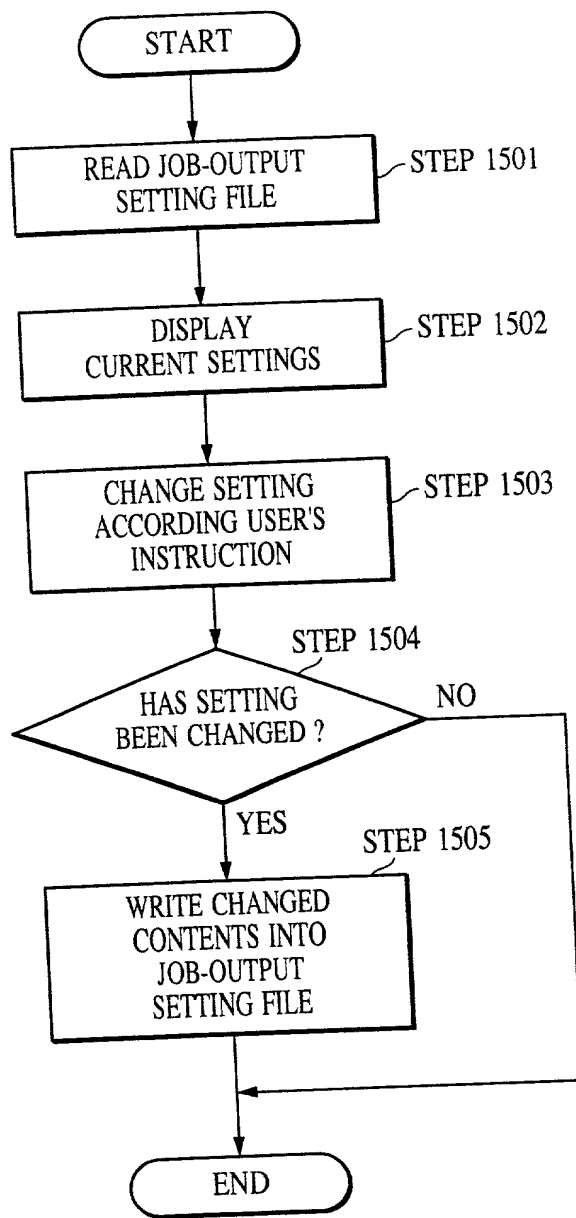 START
READ JOB-OUTPUT
SETTING FILE
STEP 1501
DISPLAY
CURRENT SETTINGS
STEP 1502
CHANGE SETTING
ACCORDING USER'S
INSTRUCTION
STEP 1503
STEP 1504
HAS SETTING
BEEN CHANGED ?
NO
YES
STEP 1505
WRITE CHANGED
CONTENTS INTO
JOB-OUTPUT
SETTING FILE
END